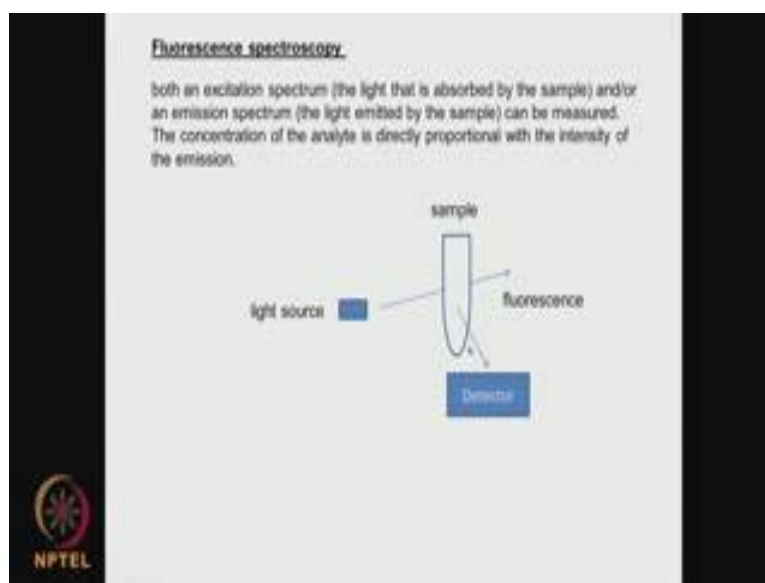 Fluorescence spectroscopy
both an excitation spectrum (the light that is absorbed by the sample) and/or
an emission spectrum (the light emitted by the sample) can be measured.
The concentration of the analyte is directly proportional with the intensity of
the emission.
sample
fluorescence
light source
Detector
NPTEL